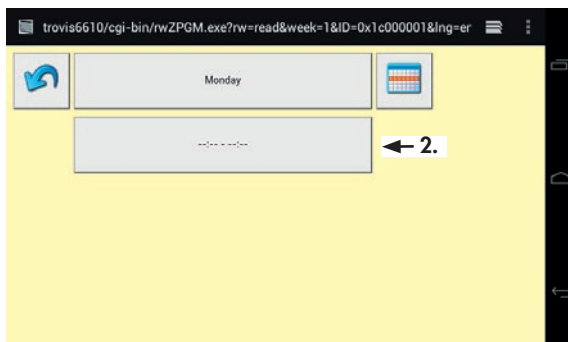 trovis6610/cgi-bin/rwZPGM.exe?rw=read&week=1&ID=0x1c000001&lng=er
Monday
--:-- - --:--
2.